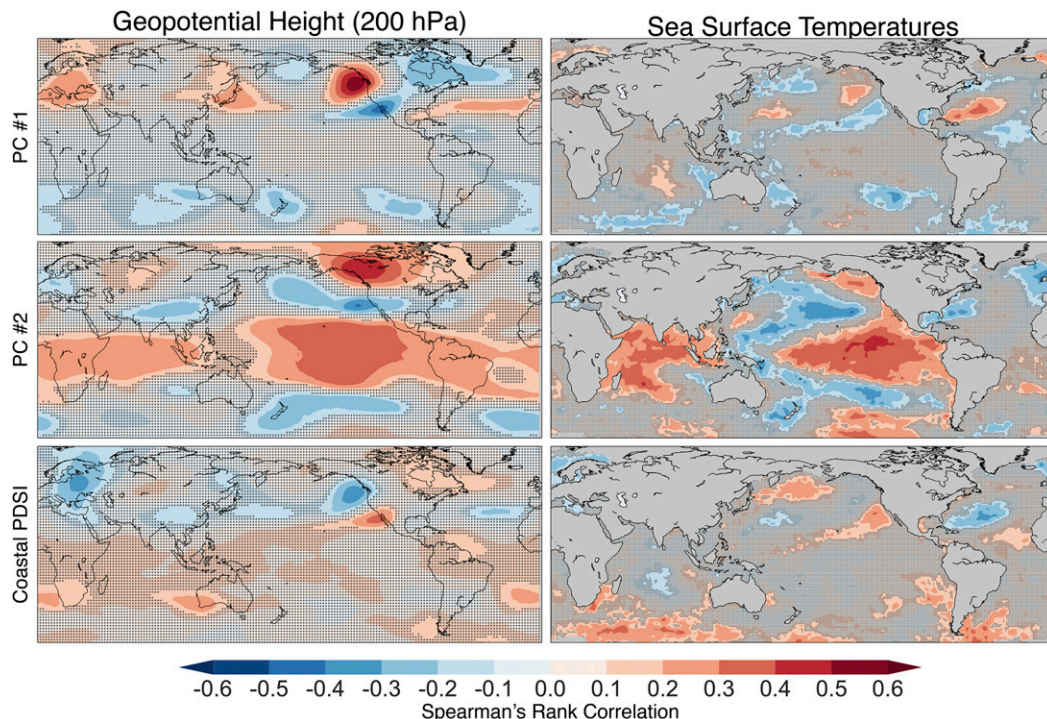 Geopotential Height (200 hPa)
Sea Surface Temperatures
PC #1
PC #2
Coastal PDSI
-0.6 -0.5 -0.4 -0.3 -0.2 -0.1 0.0 0.1 0.2 0.3 0.4 0.5 0.6
Spearman's Rank Correlation